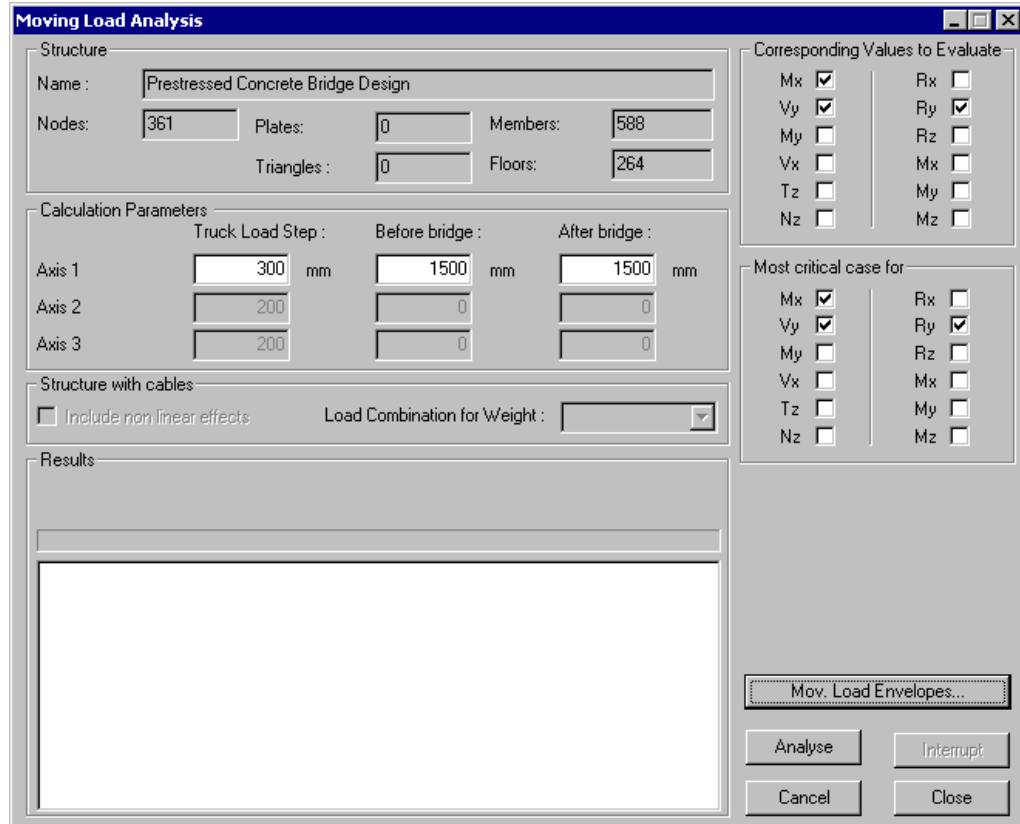 Moving Load Analysis
Structure
Name : Prestressed Concrete Bridge Design
Nodes: 361 Plates: 0 Members: 588
Triangles : 0 Floors: 264
Calculation Parameters
Truck Load Step : Before bridge : After bridge :
Axis 1 300 mm 1500 mm 1500 mm
Axis 2 200 0 0
Axis 3 200 0 0
Structure with cables
Include non linear effects Load Combination for Weight :
Results
Corresponding Values to Evaluate
Mx Rx
Vy Ry
My Rz
Vx Mx
Tz My
Nz Mz
Most critical case for
Mx Rx
Vy Ry
My Rz
Vx Mx
Tz My
Nz Mz
Mov. Load Envelopes...
Analyse Interrupt
Cancel Close